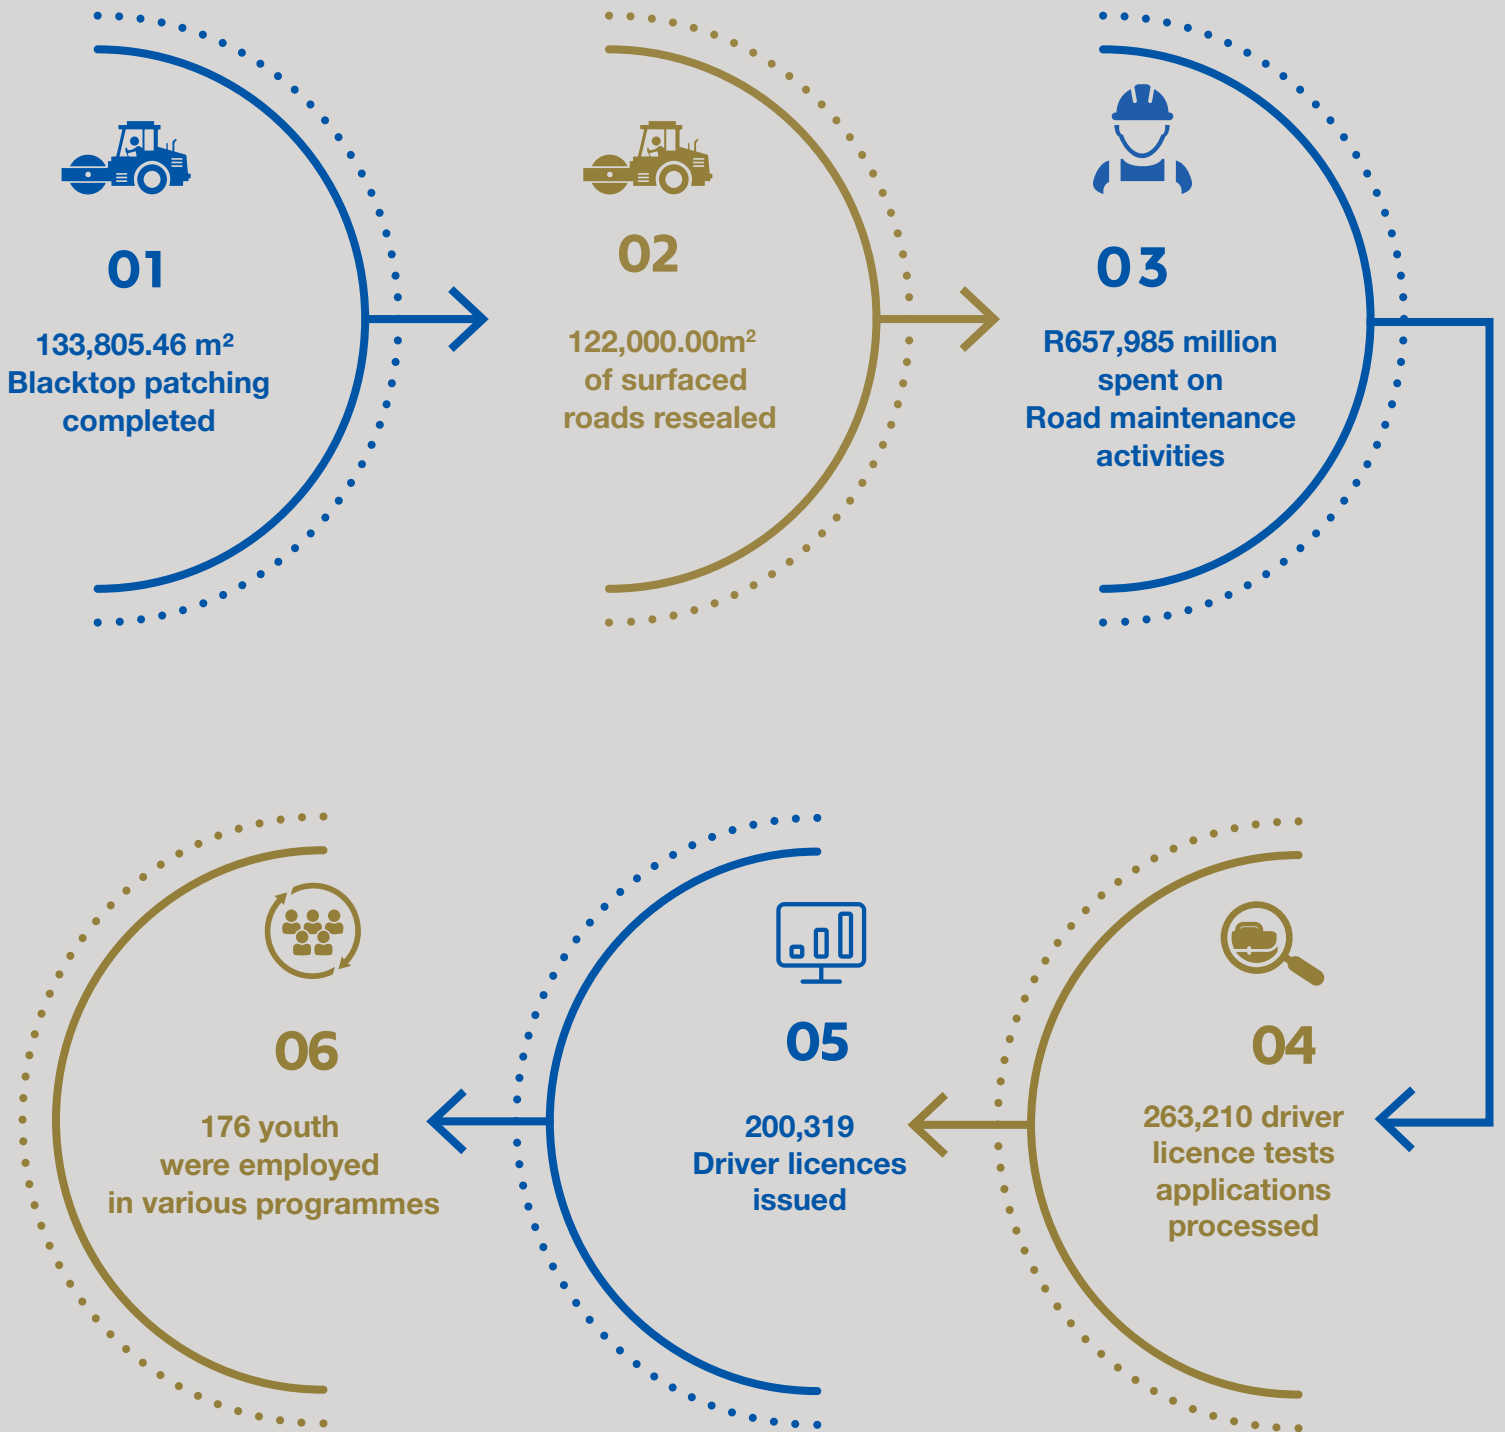 01
133,805.46 m²
Blacktop patching
completed
02
122,000.00m²
of surfaced
roads resealed
03
R657,985 million
spent on
Road maintenance
activities
04
263,210 driver
licence tests
applications
processed
05
200,319
Driver licences
issued
06
176 youth
were employed
in various programmes